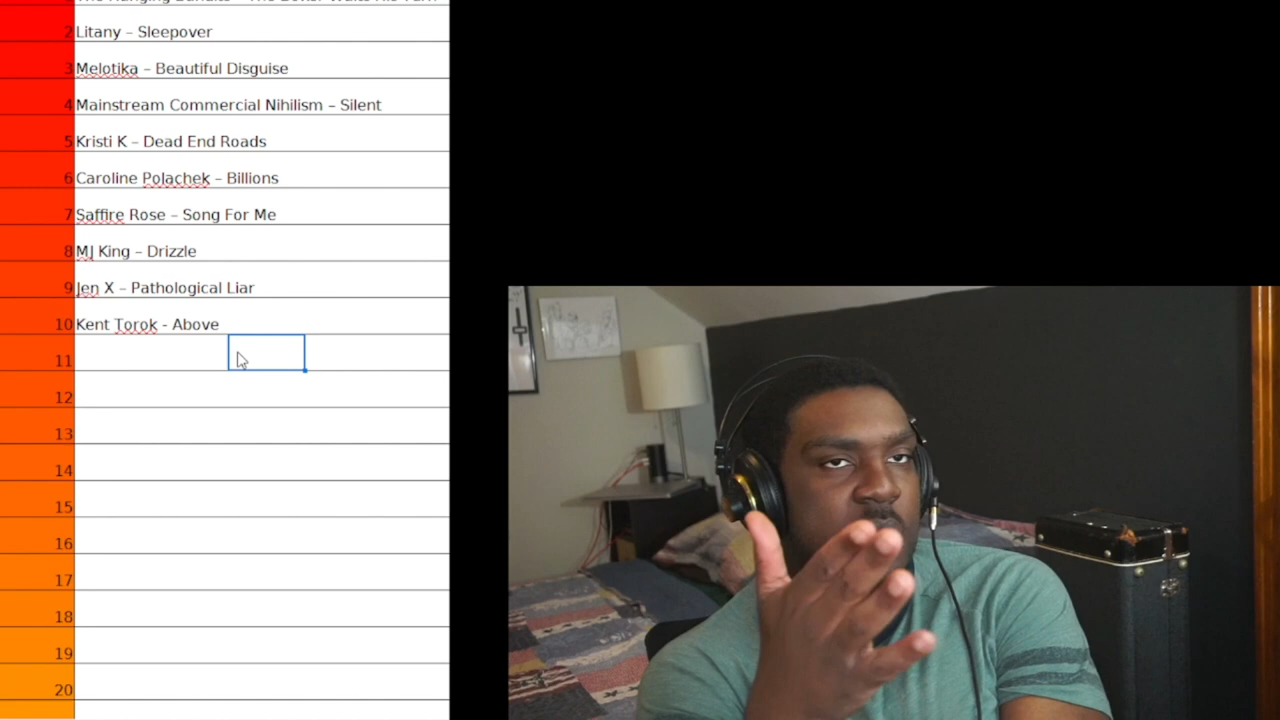 2 Litany – Sleepover
3 Melotika – Beautiful Disguise
4 Mainstream Commercial Nihilism – Silent
5 Kristi K – Dead End Roads
6 Caroline Polachek – Billions
7 Saffire Rose – Song For Me
8 MJ King – Drizzle
9 Jen X – Pathological Liar
10 Kent Torok - Above
11
12
13
14
15
16
17
18
19
20